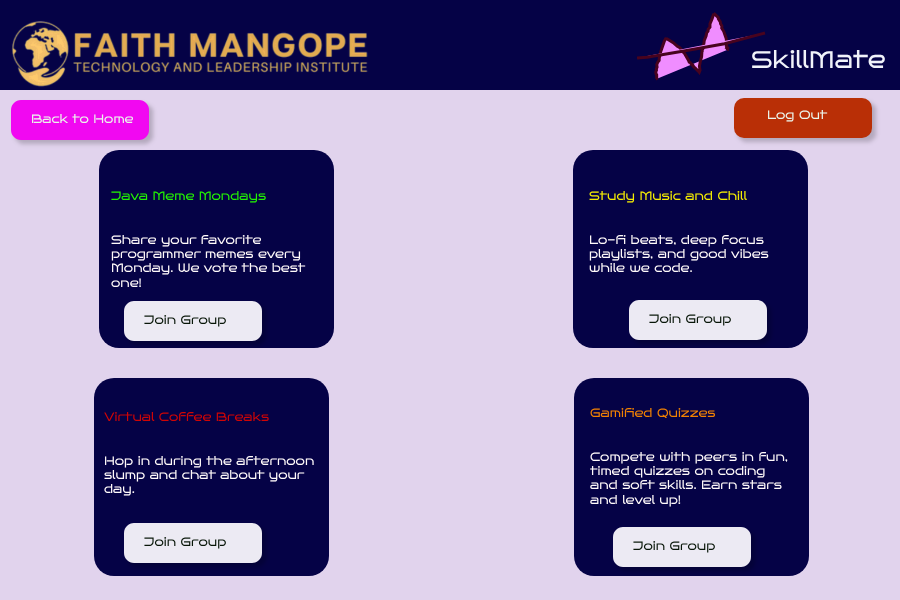 FAITH MANGOPE
TECHNOLOGY AND LEADERSHIP INSTITUTE
SkillMate
Back to Home
Log Out
Java Meme Mondays
Share your favorite
programmer memes every
Monday. We vote the best
one!
Join Group
Study Music and Chill
Lo-fi beats, deep focus
playlists, and good vibes
while we code.
Join Group
Virtual Coffee Breaks
Hop in during the afternoon
slump and chat about your
day.
Join Group
Gamified Quizzes
Compete with peers in fun,
timed quizzes on coding
and soft skills. Earn stars
and level up!
Join Group